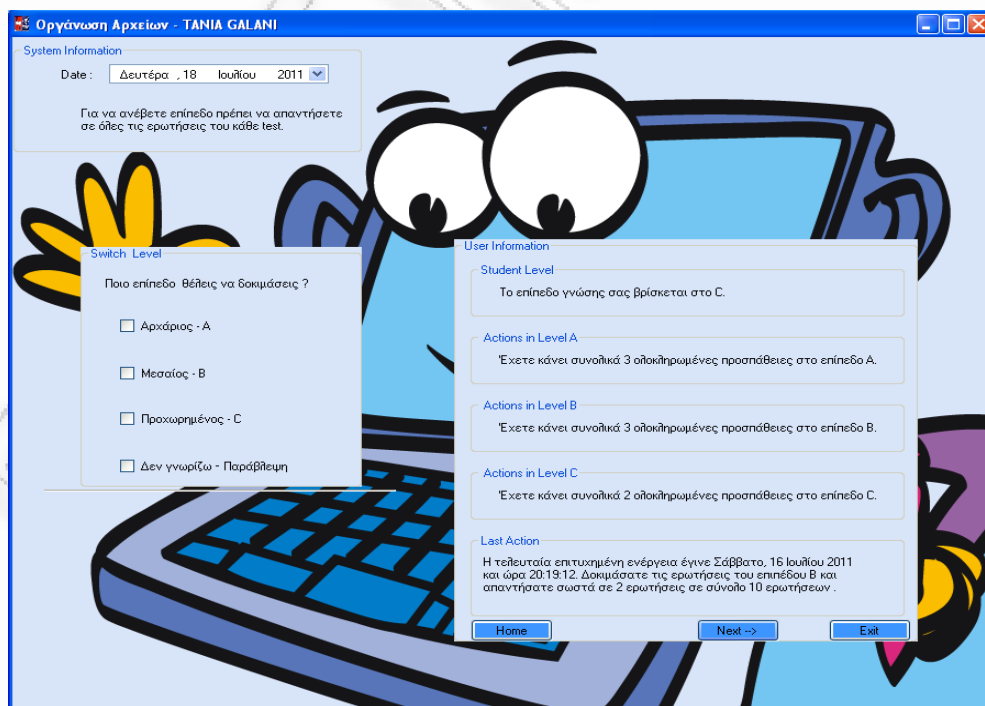 Οργάνωση Αρχείων - TANIA GALANI
System Information
Date : Δευτέρα , 18 Ιουλίου 2011
Για να ανέβετε επίπεδο πρέπει να απαντήσετε
σε όλες τις ερωτήσεις του κάθε test.
Switch Level
Ποιο επίπεδο θέλεις να δοκιμάσεις ?
Αρχάριος - Α
Μεσαίος - Β
Προχωρημένος - C
Δεν γνωρίζω - Παράβλεψη
User Information
Student Level
Το επίπεδο γνώσης σας βρίσκεται στο C.
Actions in Level A
Έχετε κάνει συνολικά 3 ολοκληρωμένες προσπάθειες στο επίπεδο Α.
Actions in Level B
Έχετε κάνει συνολικά 3 ολοκληρωμένες προσπάθειες στο επίπεδο Β.
Actions in Level C
Έχετε κάνει συνολικά 2 ολοκληρωμένες προσπάθειες στο επίπεδο C.
Last Action
Η τελευταία επιτυχημένη ενέργεια έγινε Σάββατο, 16 Ιουλίου 2011
και ώρα 20:19:12. Δοκιμάσατε τις ερωτήσεις του επιπέδου Β και
απαντήσατε σωστά σε 2 ερωτήσεις σε σύνολο 10 ερωτήσεων .
Home Next --> Exit